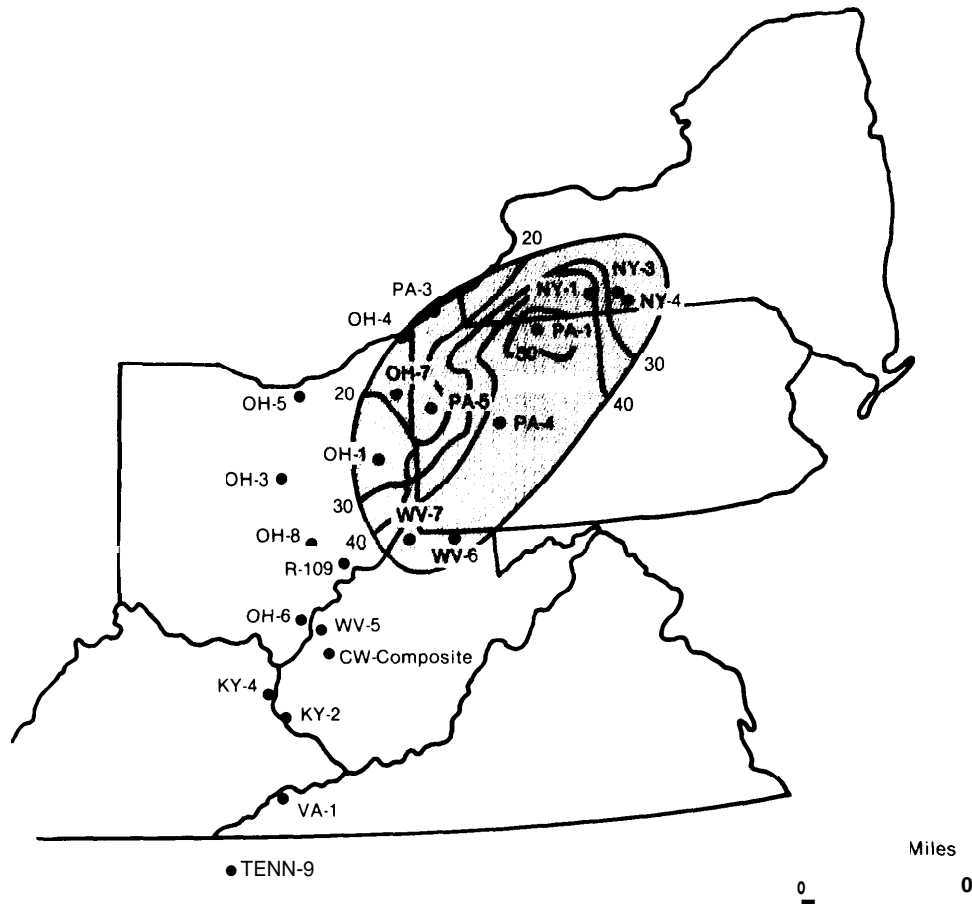 20
NY-3
PA-3
NY-1
NY-4
OH-4
PA-1
50
30
OH-7
20
PA-5
40
OH-5
PA-4
OH-1
OH-3
30
WV-7
OH-8
40
WV-6
R-109
OH-6
WV-5
CW-Composite
KY-4
KY-2
VA-1
Miles
TENN-9
0
0